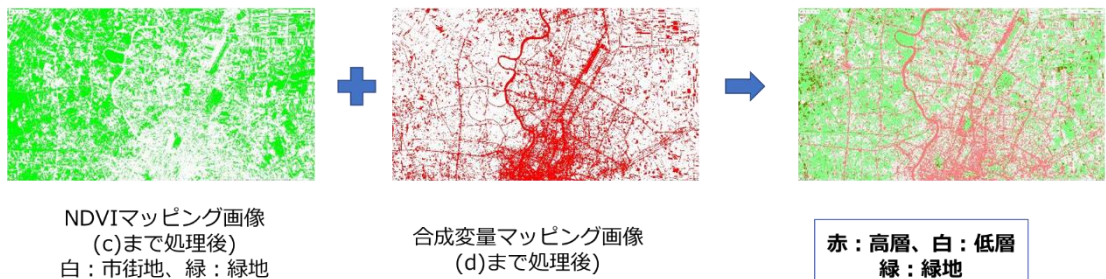 NDVIマッピング画像
(c)まで処理後)
白：市街地、緑：緑地
合成変量マッピング画像
(d)まで処理後)
赤：高層、白：低層
緑：緑地